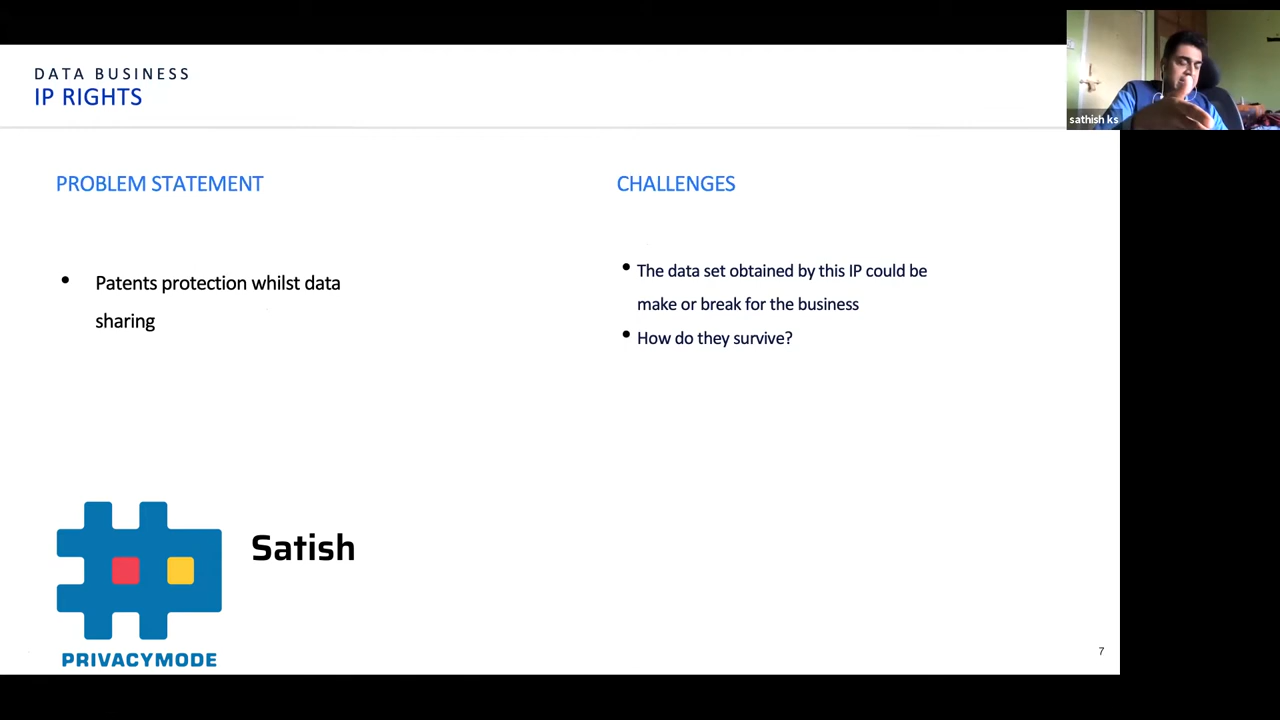 DATA BUSINESS
IP RIGHTS
sathish ks
PROBLEM STATEMENT
• Patents protection whilst data
sharing
CHALLENGES
• The data set obtained by this IP could be
make or break for the business
• How do they survive?
Satish
PRIVACYMODE
7